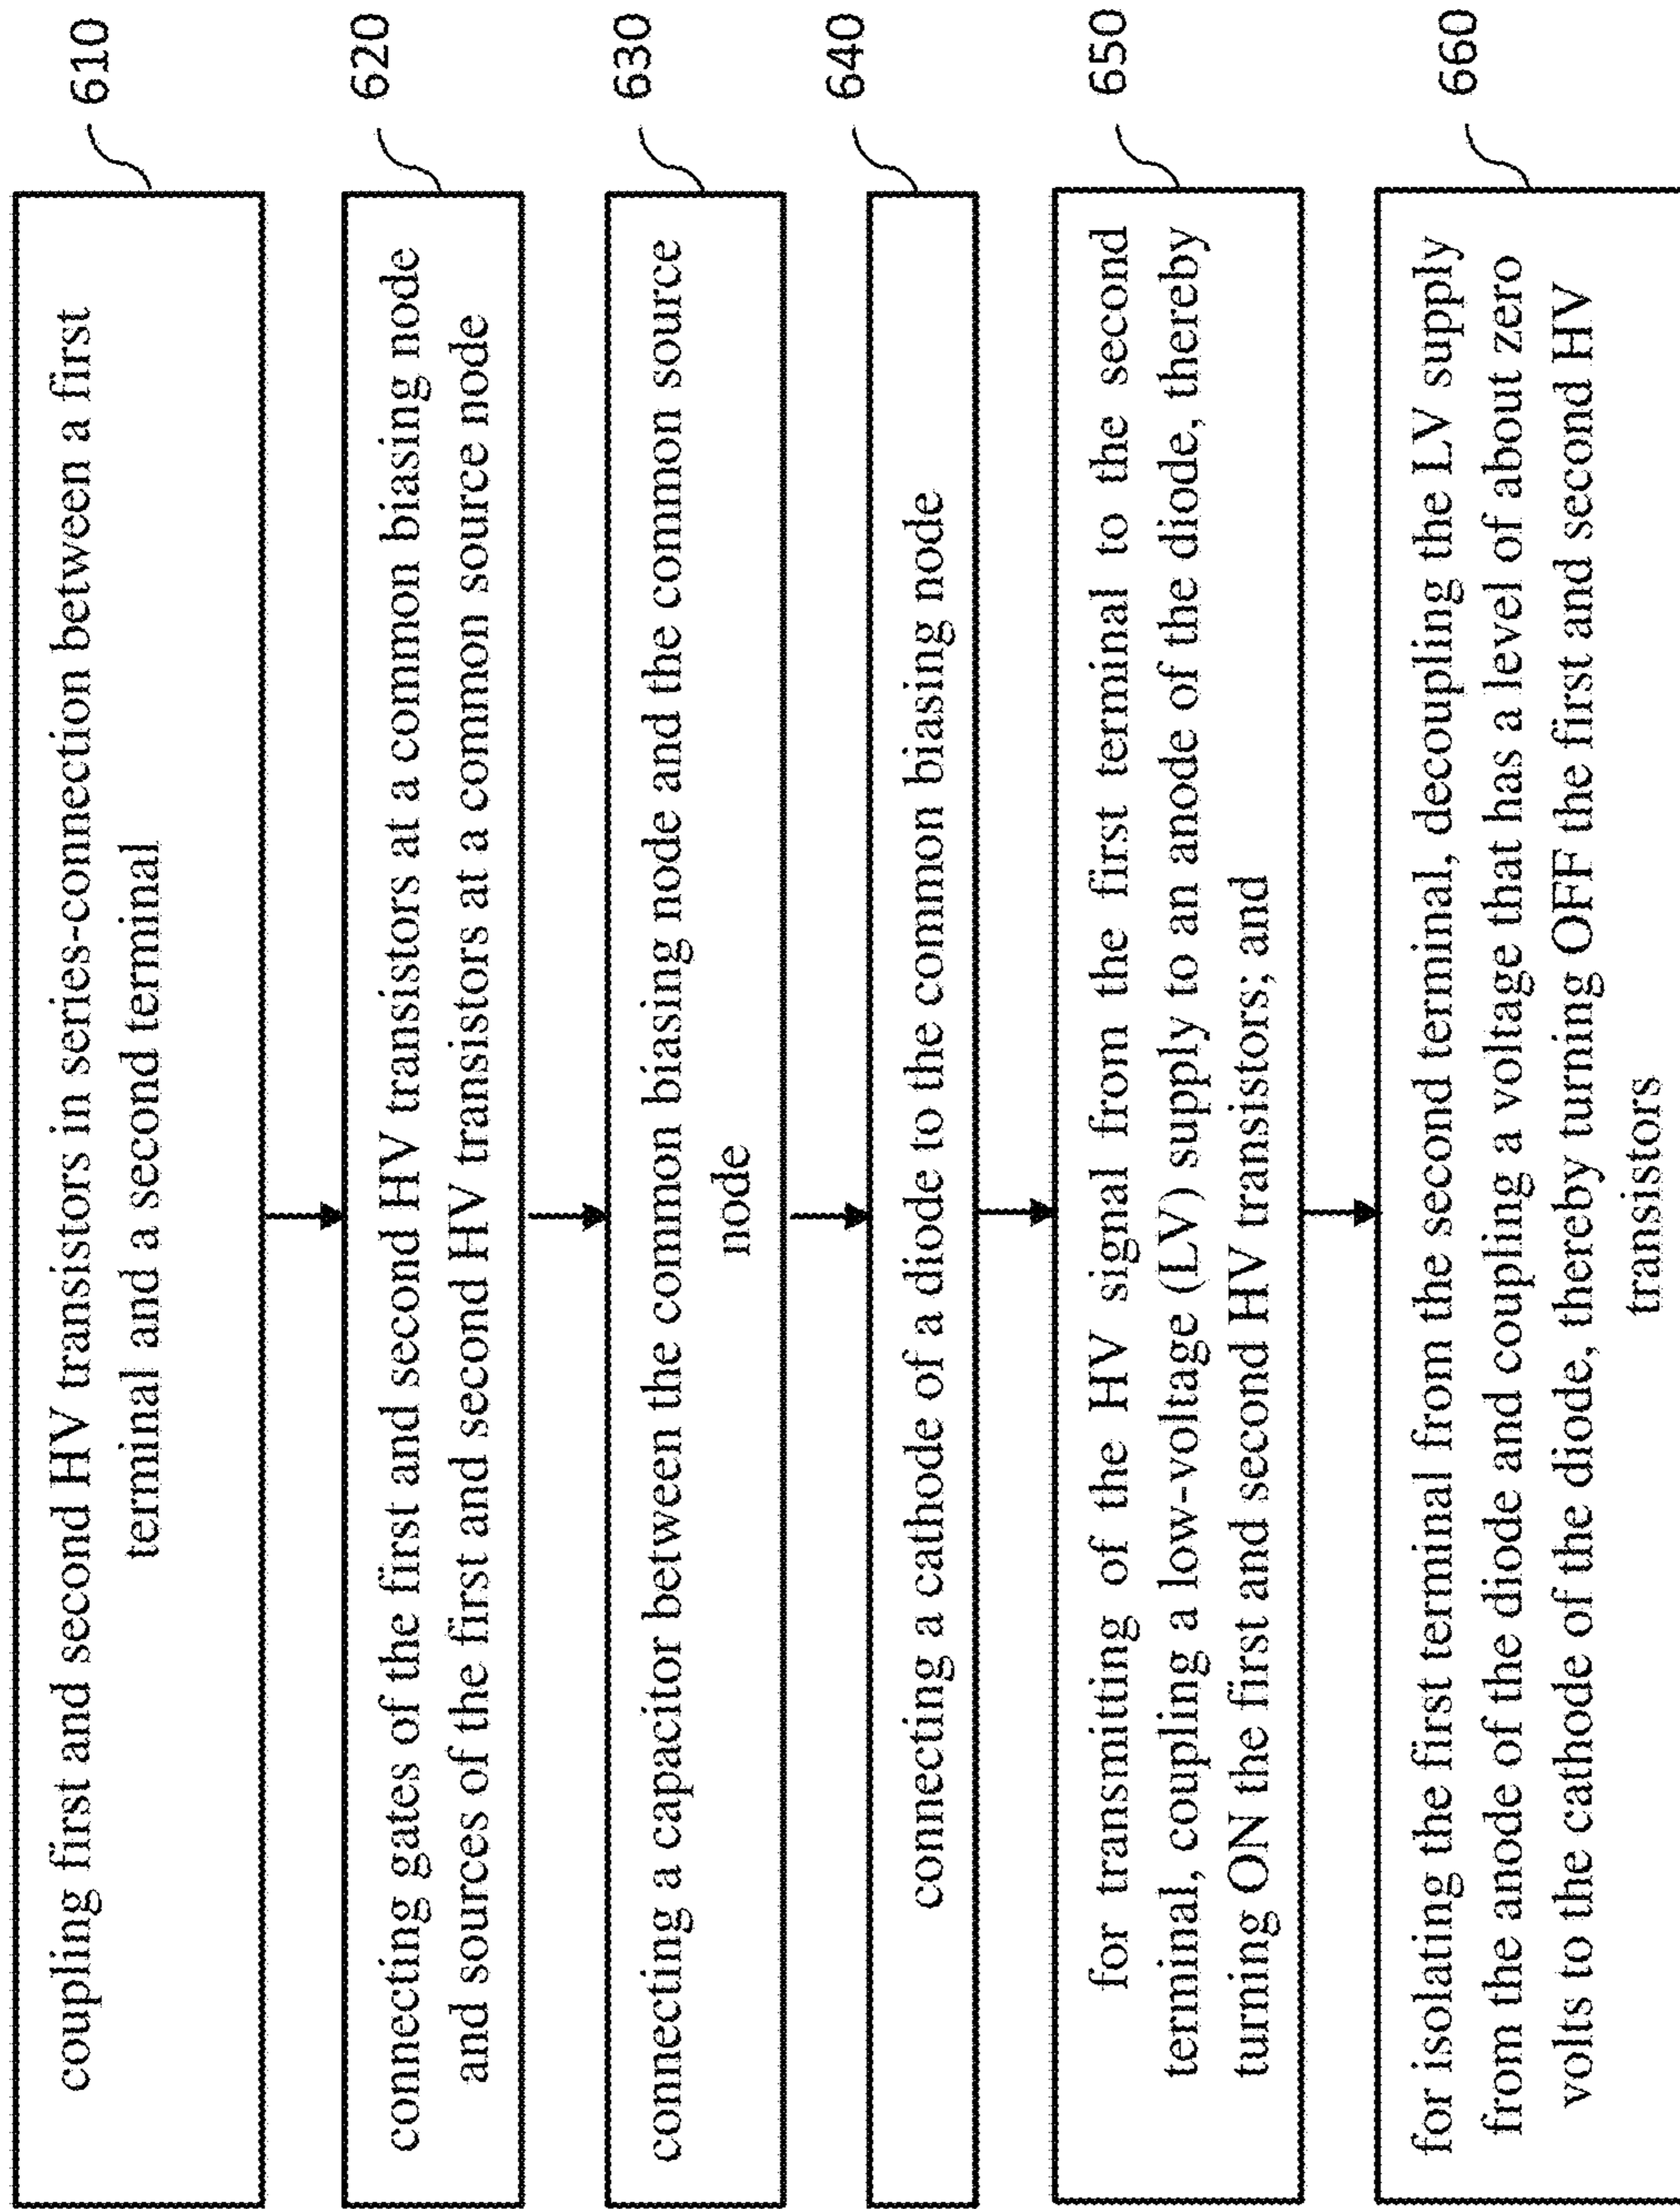 coupling first and second HV transistors in series-connection between a first
terminal and a second terminal
610
connecting gates of the first and second HV transistors at a common biasing node
and sources of the first and second HV transistors at a common source node
620
connecting a capacitor between the common biasing node and the common source
node
630
connecting a cathode of a diode to the common biasing node
640
for transmitting of the HV signal from the first terminal to the second
terminal, coupling a low-voltage (LV) supply to an anode of the diode, thereby
turning ON the first and second HV transistors; and
650
for isolating the first terminal from the second terminal, decoupling the LV supply
from the anode of the diode and coupling a voltage that has a level of about zero
volts to the cathode of the diode, thereby turning OFF the first and second HV
transistors
660